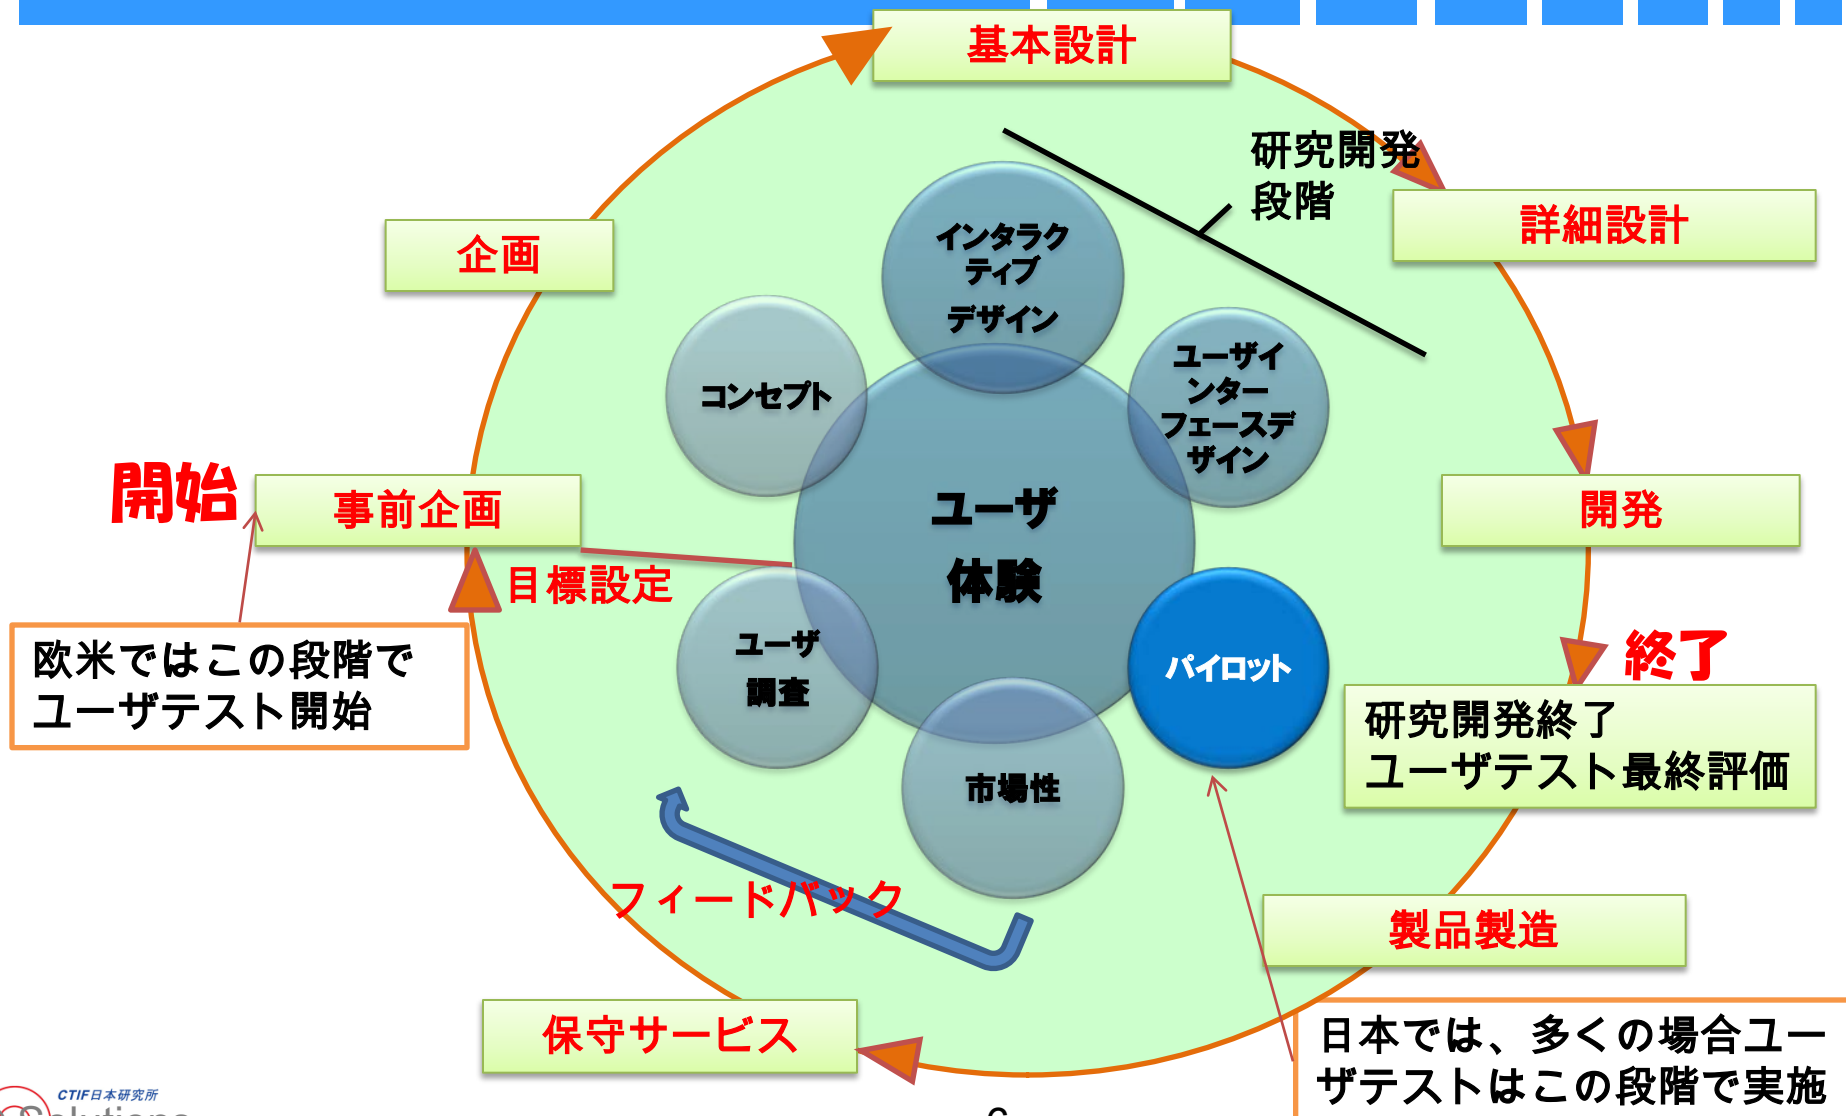 基本設計
研究開発
段階
詳細設計
企画
インタラク
ティブ
デザイン
ユーザイ
ンター
フェースデ
ザイン
コンセプト
開始
事前企画
ユーザ
体験
開発
目標設定
欧米ではこの段階で
ユーザテスト開始
ユーザ
調査
パイロット
終了
研究開発終了
ユーザテスト最終評価
市場性
フィードバック
製品製造
保守サービス
日本では、多くの場合ユー
ザテストはこの段階で実施
CTIF日本研究所